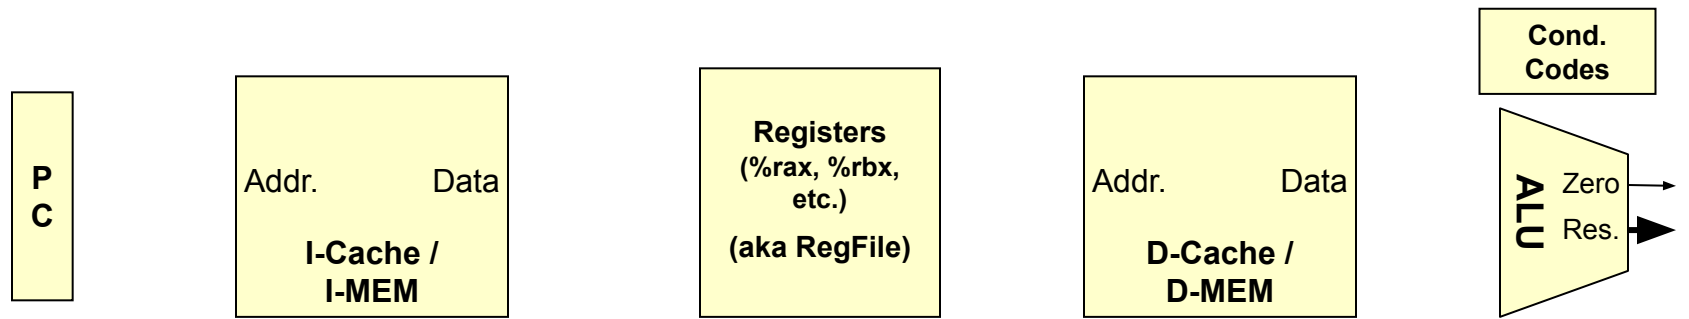 P
C
Addr.
Data
I-Cache /
I-MEM
Registers
(%rax, %rbx,
etc.)
(aka RegFile)
Addr.
Data
D-Cache /
D-MEM
Cond.
Codes
ALU
Zero
Res.